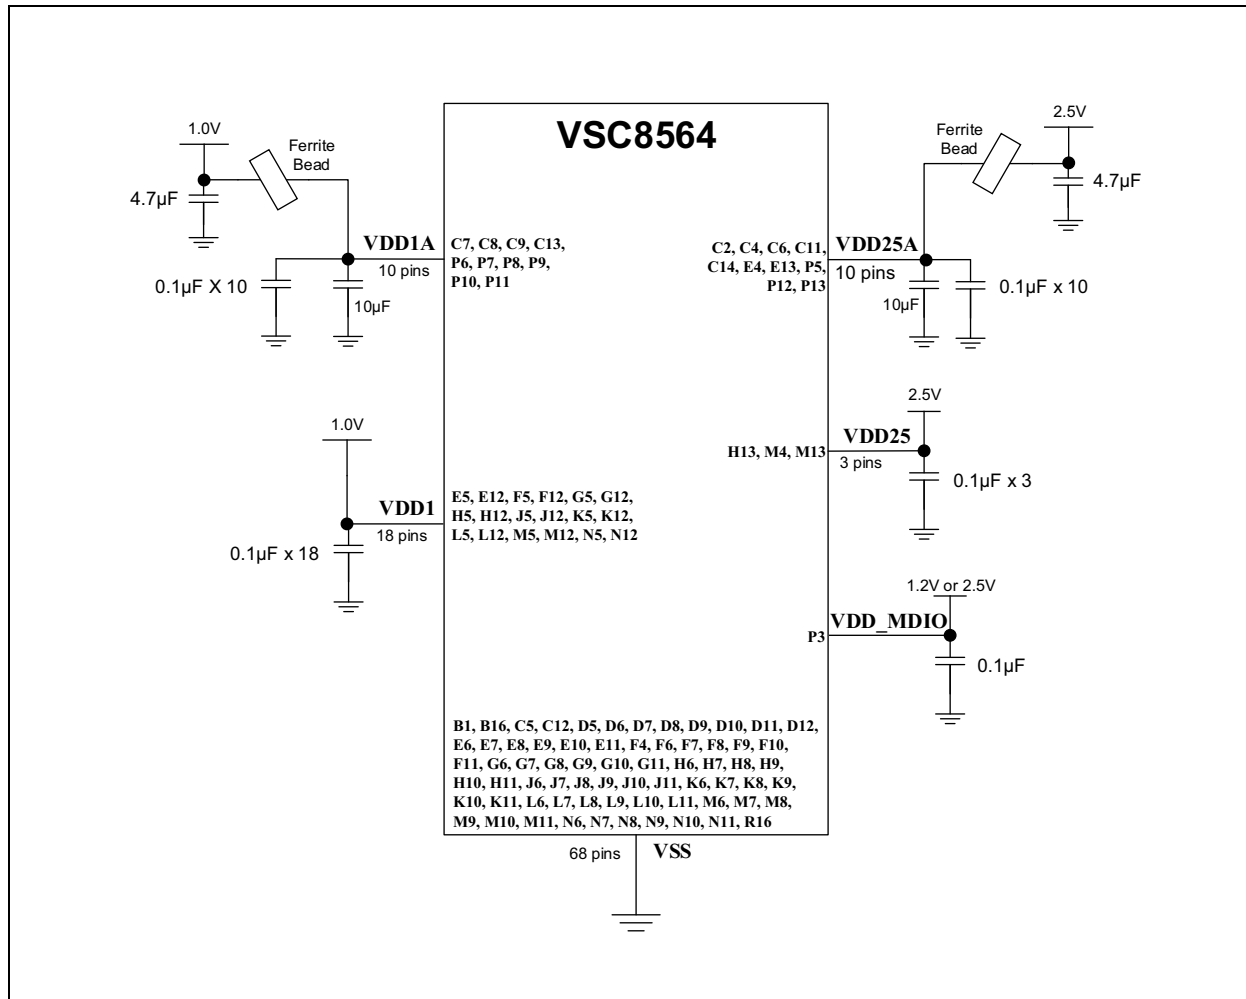 VSC8564
1.0V
Ferrite
Bead
4.7µF
VDD1A
10 pins
C7, C8, C9, C13,
P6, P7, P8, P9,
P10, P11
0.1µF X 10
10µF
2.5V
Ferrite
Bead
4.7µF
C2, C4, C6, C11,
C14, E4, E13, P5,
P12, P13
VDD25A
10 pins
10µF
0.1µF x 10
1.0V
VDD1
18 pins
E5, E12, F5, F12, G5, G12,
H5, H12, J5, J12, K5, K12,
L5, L12, M5, M12, N5, N12
0.1µF x 18
2.5V
H13, M4, M13
VDD25
3 pins
0.1µF x 3
1.2V or 2.5V
P3
VDD_MDIO
0.1µF
B1, B16, C5, C12, D5, D6, D7, D8, D9, D10, D11, D12,
E6, E7, E8, E9, E10, E11, F4, F6, F7, F8, F9, F10,
F11, G6, G7, G8, G9, G10, G11, H6, H7, H8, H9,
H10, H11, J6, J7, J8, J9, J10, J11, K6, K7, K8, K9,
K10, K11, L6, L7, L8, L9, L10, L11, M6, M7, M8,
M9, M10, M11, N6, N7, N8, N9, N10, N11, R16
68 pins
VSS